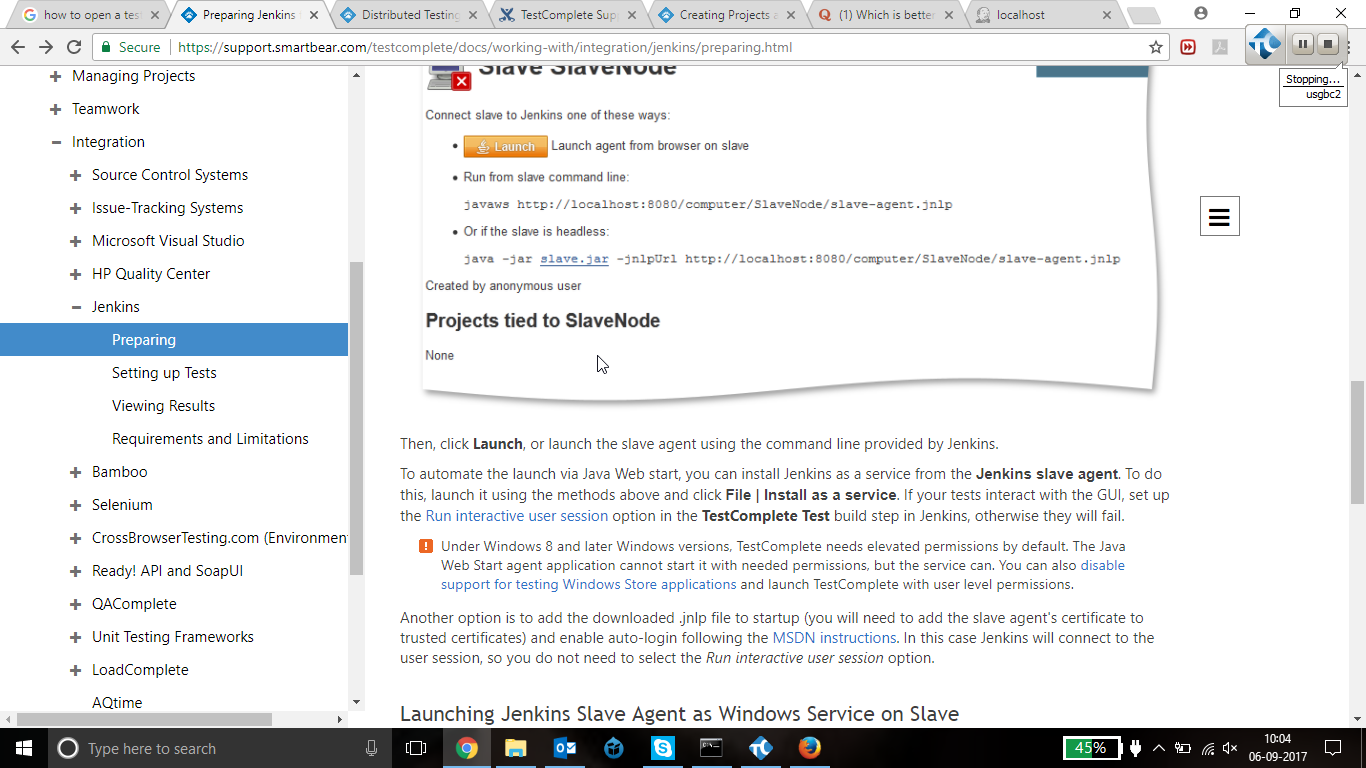 how to open a test
Preparing Jenkins
Distributed Testing
TestComplete Supp
Creating Projects a
(1) Which is better
localhost
Secure
https://support.smartbear.com/testcomplete/docs/working-with/integration/jenkins/preparing.html
Stopping...
usgbc2
Managing Projects
Teamwork
Integration
Source Control Systems
Issue-Tracking Systems
Microsoft Visual Studio
HP Quality Center
Jenkins
Preparing
Setting up Tests
Viewing Results
Requirements and Limitations
Bamboo
Selenium
CrossBrowserTesting.com (Environmen
Ready! API and SoapUI
QAComplete
Unit Testing Frameworks
LoadComplete
AQtime
Slave SlaveNode
Connect slave to Jenkins one of these ways:
Launch Launch agent from browser on slave
Run from slave command line:
javaws http://localhost:8080/computer/SlaveNode/slave-agent.jnlp
Or if the slave is headless:
java -jar slave.jar -jnlpUrl http://localhost:8080/computer/SlaveNode/slave-agent.jnlp
Created by anonymous user
Projects tied to SlaveNode
None
Then, click Launch, or launch the slave agent using the command line provided by Jenkins.
To automate the launch via Java Web start, you can install Jenkins as a service from the Jenkins slave agent. To do
this, launch it using the methods above and click File | Install as a service. If your tests interact with the GUI, set up
the Run interactive user session option in the TestComplete Test build step in Jenkins, otherwise they will fail.
Under Windows 8 and later Windows versions, TestComplete needs elevated permissions by default. The Java
Web Start agent application cannot start it with needed permissions, but the service can. You can also disable
support for testing Windows Store applications and launch TestComplete with user level permissions.
Another option is to add the downloaded .jnlp file to startup (you will need to add the slave agent's certificate to
trusted certificates) and enable auto-login following the MSDN instructions. In this case Jenkins will connect to the
user session, so you do not need to select the Run interactive user session option.
Launching Jenkins Slave Agent as Windows Service on Slave
Type here to search
45%
10:04
06-09-2017